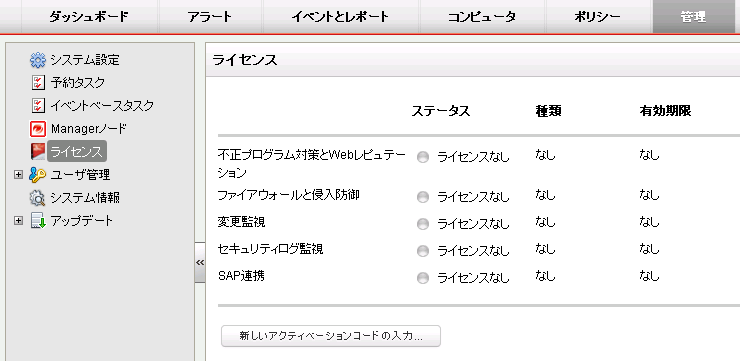 ダッシュボード アラート イベントとレポート コンピュータ ポリシー 管理
システム設定
予約タスク
イベントベースタスク
Managerノード
ライセンス
ユーザ管理
システム情報
アップデート
ライセンス
ステータス 種類 有効期限
不正プログラム対策とWebレピュテー ライセンスなし なし なし
ション
ファイアウォールと侵入防御 ライセンスなし なし なし
変更監視 ライセンスなし なし なし
セキュリティログ監視 ライセンスなし なし なし
SAP連携 ライセンスなし なし なし
新しいアクティベーションコードの入力...